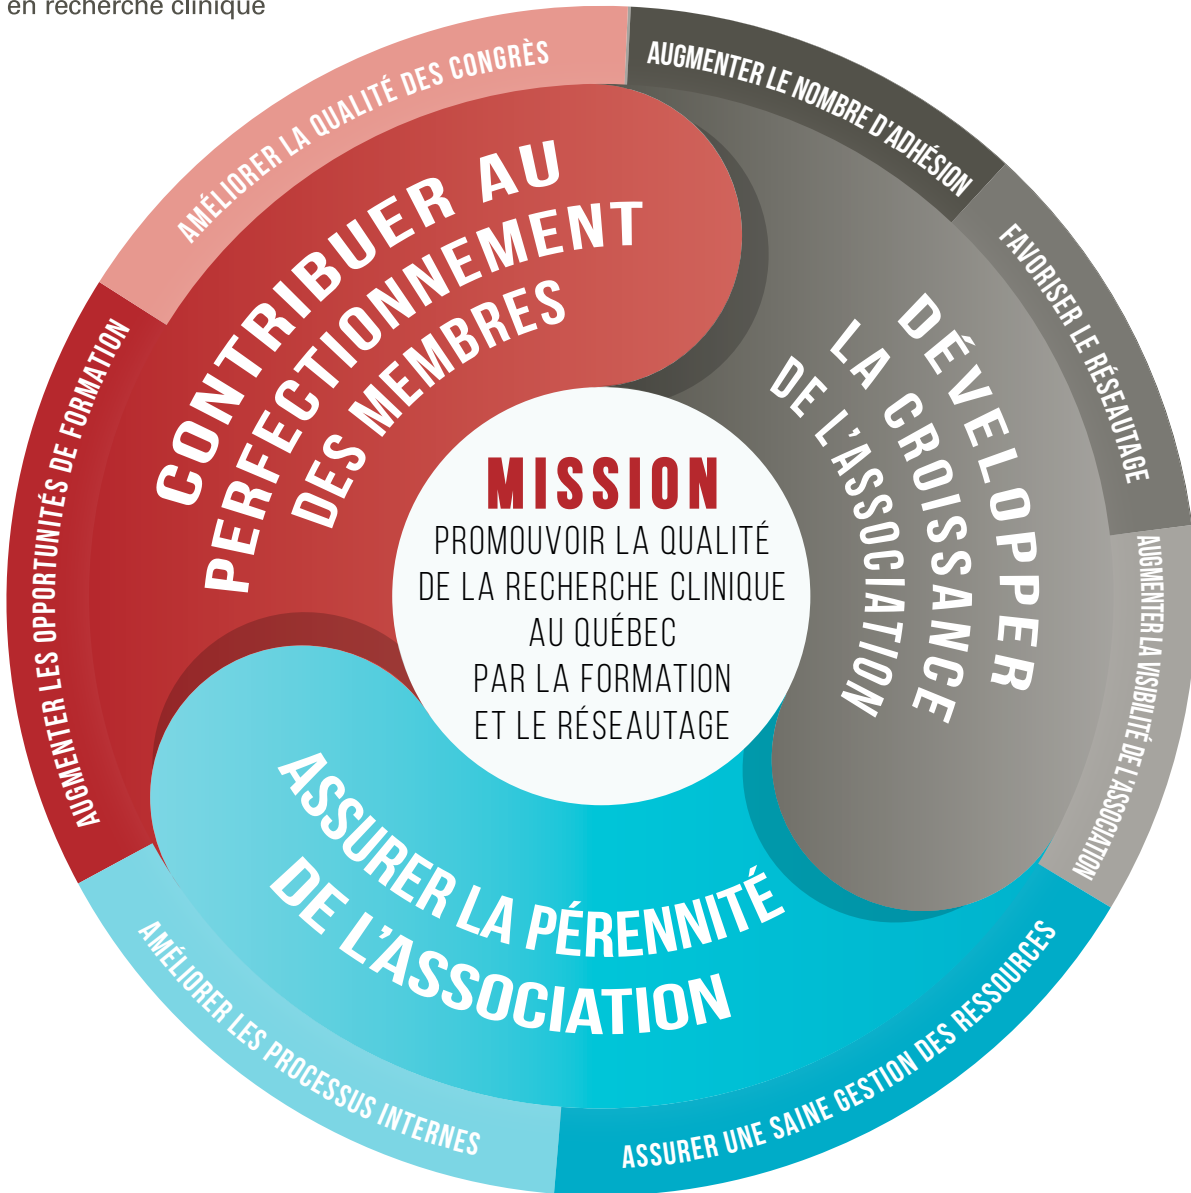 en recherche clinique
AMÉLIORER LA QUALITÉ DES CONGRÈS
AUGMENTER LE NOMBRE D'ADHÉSION
FAVORISER LE RÉSEAUTAGE
AUGMENTER LA VISIBILITÉ DE L'ASSOCIATION
ASSURER UNE SAINE GESTION DES RESSOURCES
AMÉLIORER LES PROCESSUS INTERNES
AUGMENTER LES OPPORTUNITÉS DE FORMATION
CONTRIBUER AU
PERFECTIONNEMENT
DES MEMBRES
DÉVELOPPER
LA CROISSANCE
DE L'ASSOCIATION
ASSURER LA PÉRENNITÉ
DE L'ASSOCIATION
MISSION
PROMOUVOIR LA QUALITÉ
DE LA RECHERCHE CLINIQUE
AU QUÉBEC
PAR LA FORMATION
ET LE RÉSEAUTAGE